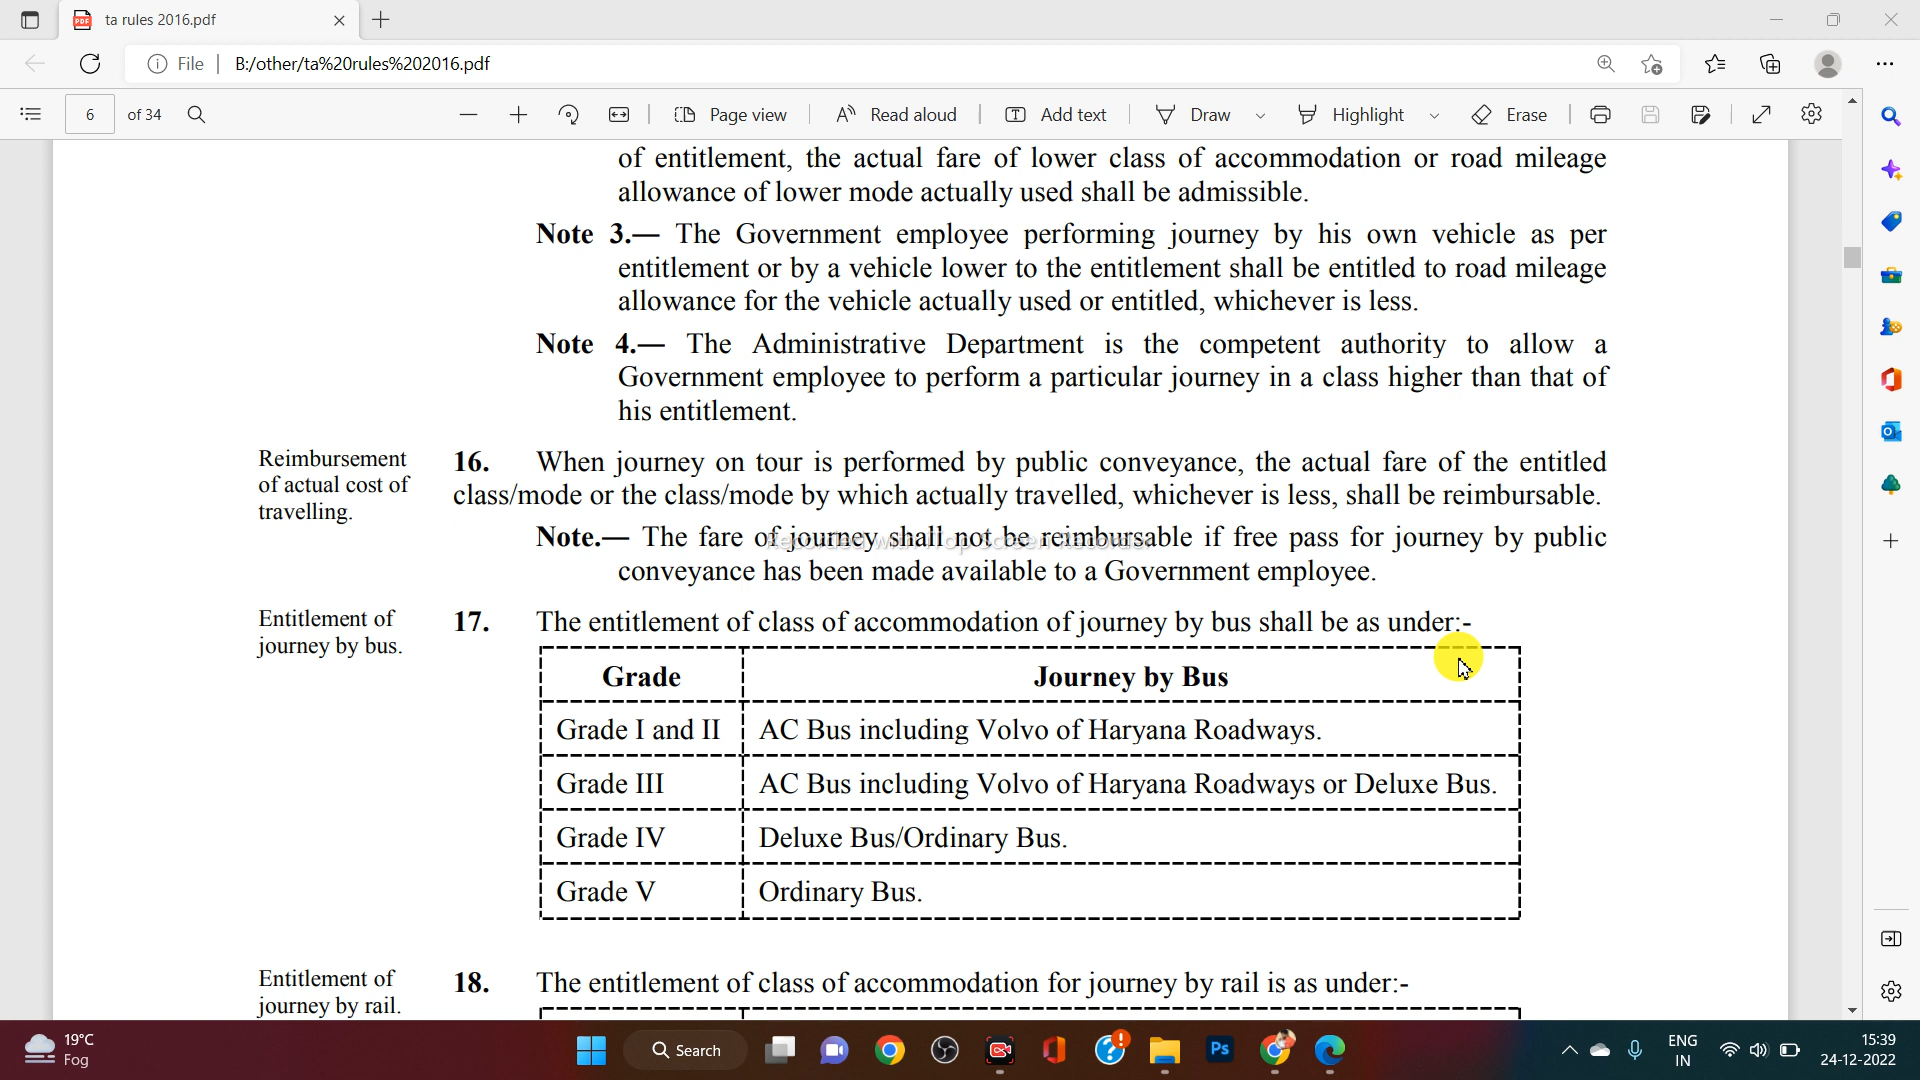 ta rules 2016.pdf
File
B:/other/ta%20rules%202016.pdf
6 of 34
Page view
Read aloud
Add text
Draw
Highlight
Erase
of entitlement, the actual fare of lower class of accommodation or road mileage
allowance of lower mode actually used shall be admissible.
Note 3.— The Government employee performing journey by his own vehicle as per
entitlement or by a vehicle lower to the entitlement shall be entitled to road mileage
allowance for the vehicle actually used or entitled, whichever is less.
Note 4.— The Administrative Department is the competent authority to allow a
Government employee to perform a particular journey in a class higher than that of
his entitlement.
Reimbursement
of actual cost of
travelling.
16. When journey on tour is performed by public conveyance, the actual fare of the entitled
class/mode or the class/mode by which actually travelled, whichever is less, shall be reimbursable.
Note.— The fare of journey shall not be reimbursable if free pass for journey by public
Recorded with iTop Screen Recorder
conveyance has been made available to a Government employee.
Entitlement of
journey by bus.
17. The entitlement of class of accommodation of journey by bus shall be as under:-
Grade Journey by Bus
Grade I and II AC Bus including Volvo of Haryana Roadways.
Grade III AC Bus including Volvo of Haryana Roadways or Deluxe Bus.
Grade IV Deluxe Bus/Ordinary Bus.
Grade V Ordinary Bus.
Entitlement of
journey by rail.
18. The entitlement of class of accommodation for journey by rail is as under:-
19°C
Fog
Search
Ps
ENG
IN
15:39
24-12-2022